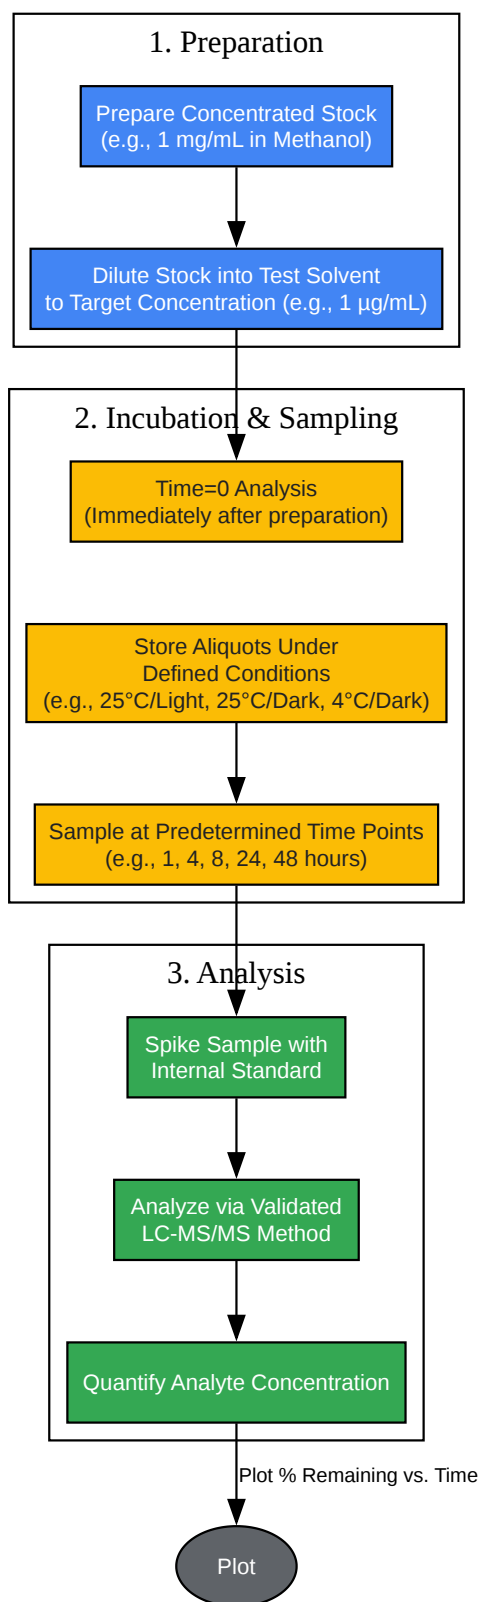 1. Preparation
Prepare Concentrated Stock
(e.g., 1 mg/mL in Methanol)
Dilute Stock into Test Solvent
to Target Concentration (e.g., 1 µg/mL)
2. Incubation & Sampling
Time=0 Analysis
(Immediately after preparation)
Store Aliquots Under
Defined Conditions
(e.g., 25°C/Light, 25°C/Dark, 4°C/Dark)
Sample at Predetermined Time Points
(e.g., 1, 4, 8, 24, 48 hours)
3. Analysis
Spike Sample with
Internal Standard
Analyze via Validated
LC-MS/MS Method
Quantify Analyte Concentration
Plot % Remaining vs. Time
Plot